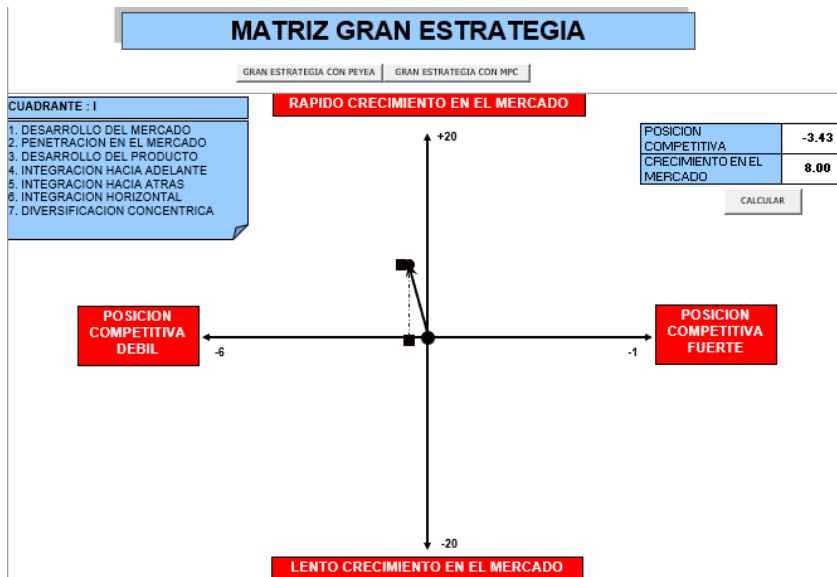 MATRIZ GRAN ESTRATEGIA
GRAN ESTRATEGIA CON PEYEA
GRAN ESTRATEGIA CON MPC
CUADRANTE : I
1. DESARROLLO DEL MERCADO
2. PENETRACION EN EL MERCADO
3. DESARROLLO DEL PRODUCTO
4. INTEGRACION HACIA ADELANTE
5. INTEGRACION HACIA ATRAS
6. INTEGRACION HORIZONTAL
7. DIVERSIFICACION CONCENTRICA
RAPIDO CRECIMIENTO EN EL MERCADO
+20
POSICION
COMPETITIVA
-3.43
CRECIMIENTO EN EL
MERCADO
8.00
CALCULAR
POSICION
COMPETITIVA
DEBIL
-6
-1
POSICION
COMPETITIVA
FUERTE
-20
LENTO CRECIMIENTO EN EL MERCADO